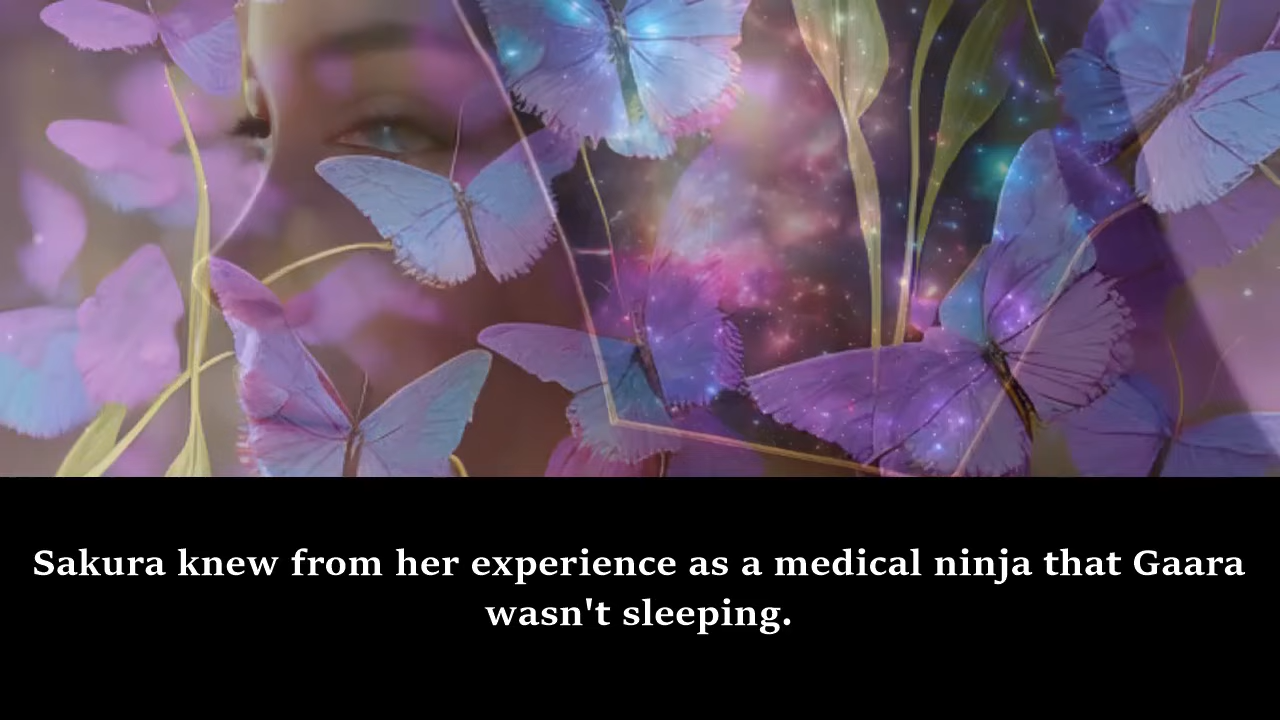 Sakura knew from her experience as a medical ninja that Gaara
wasn't sleeping.